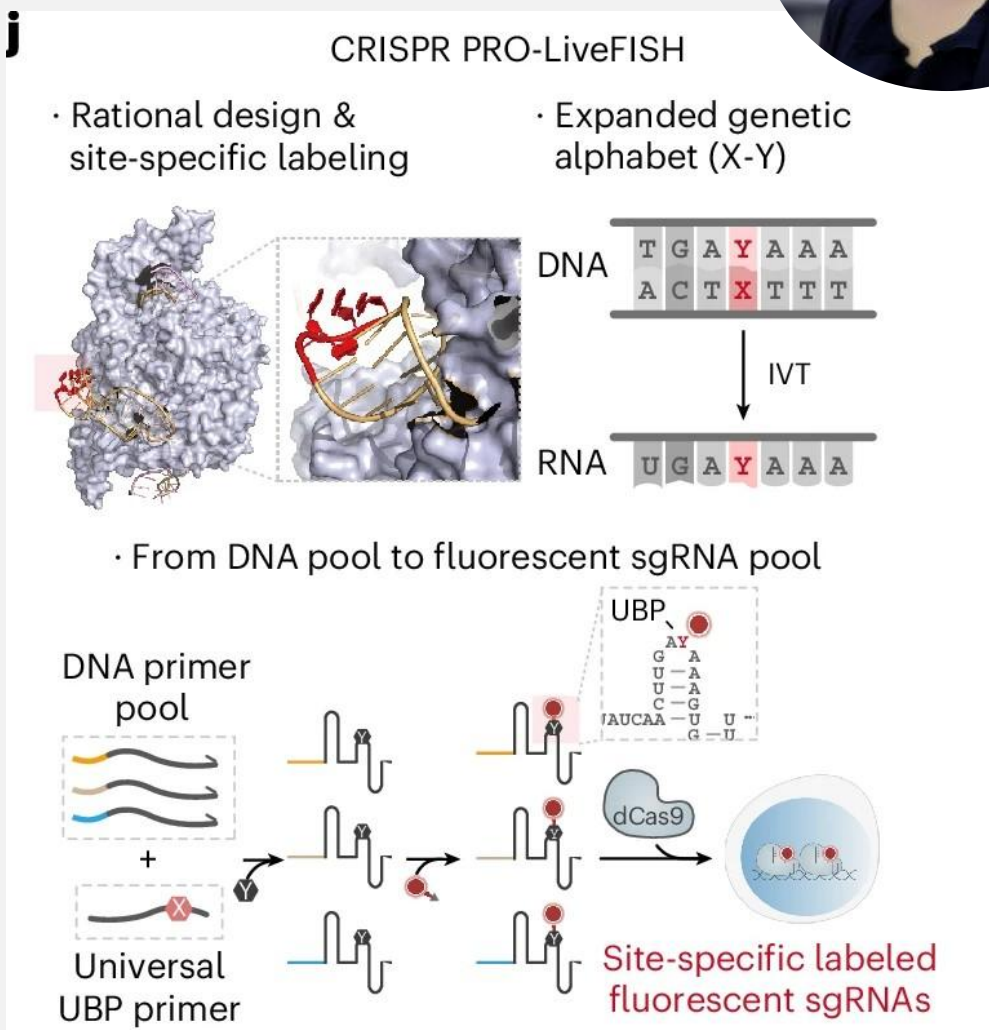 j
CRISPR PRO-LiveFISH
· Rational design &
site-specific labeling
· Expanded genetic
alphabet (X-Y)
DNA
T G A Y A A A
A C T X T T T
IVT
RNA
U G A Y A A A
· From DNA pool to fluorescent sgRNA pool
DNA primer
pool
+
X
Universal
UBP primer
Y
Y
Y
Y
Y
Y
Y
UBP
A Y
G A
U – A
U – A
C – G
UAUCAA – U U ···
G – U
dCas9
Site-specific labeled
fluorescent sgRNAs